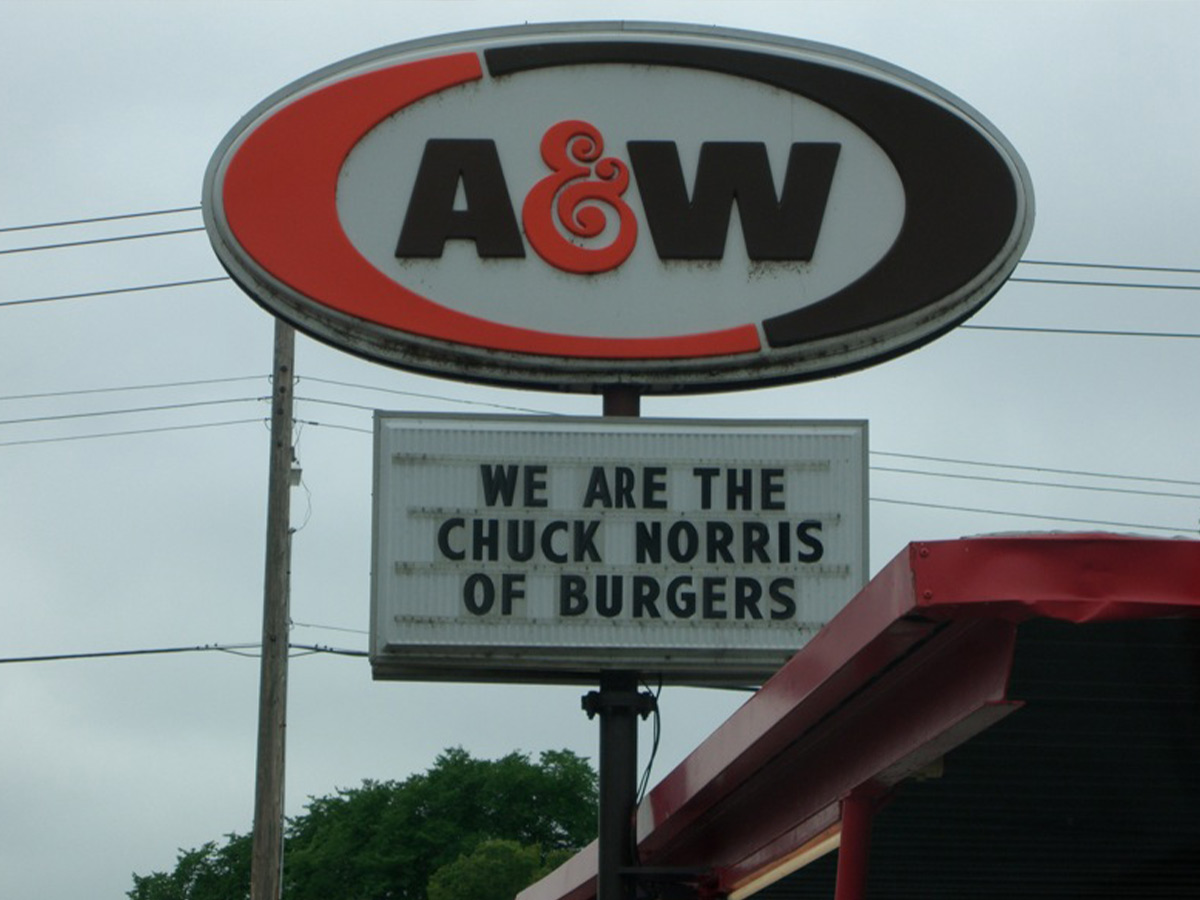 A&W
WE ARE THE
CHUCK NORRIS
OF BURGERS